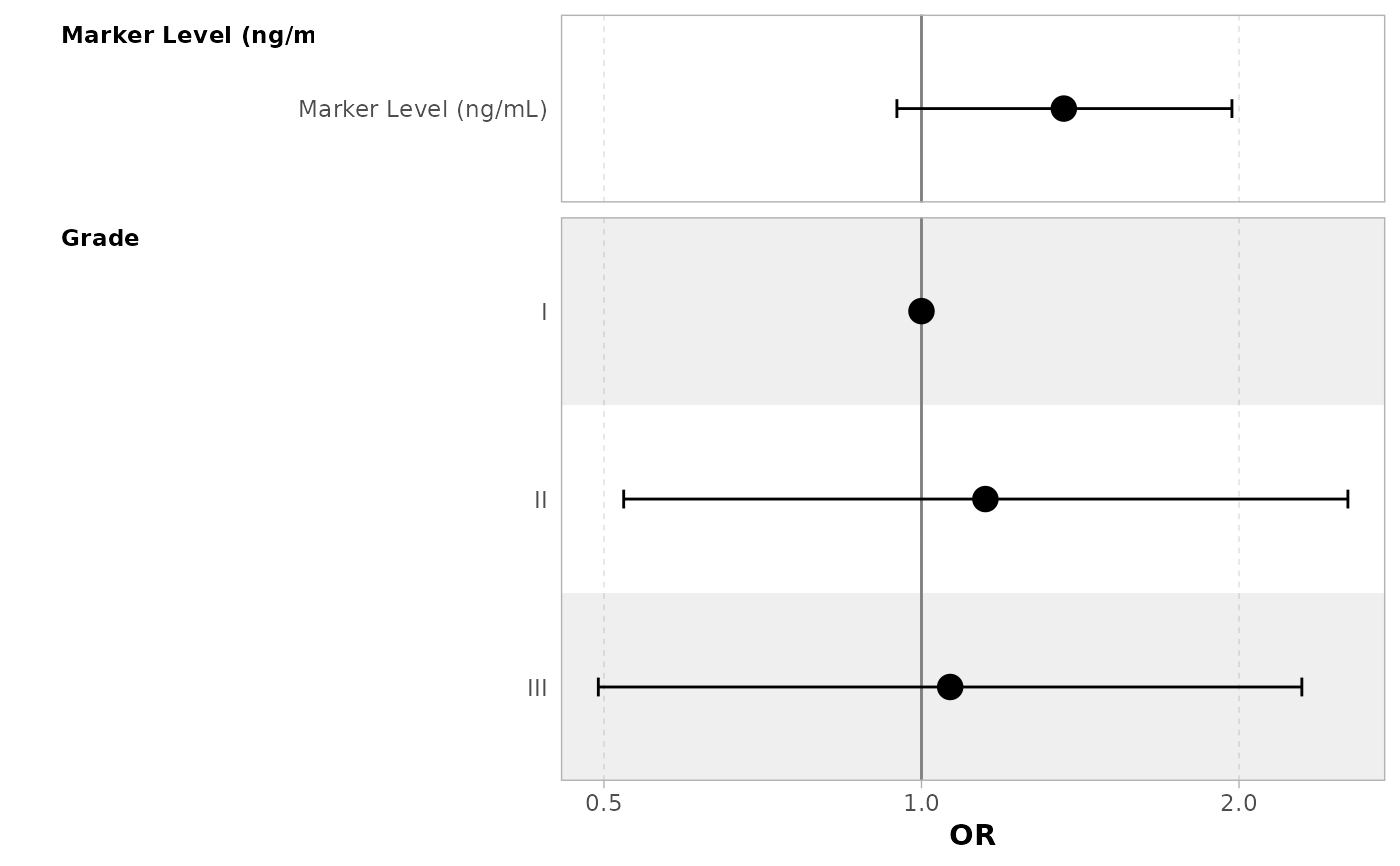 Marker Level (ng/m
Marker Level (ng/mL)
Grade
I
II
III
0.5 1.0 2.0
OR